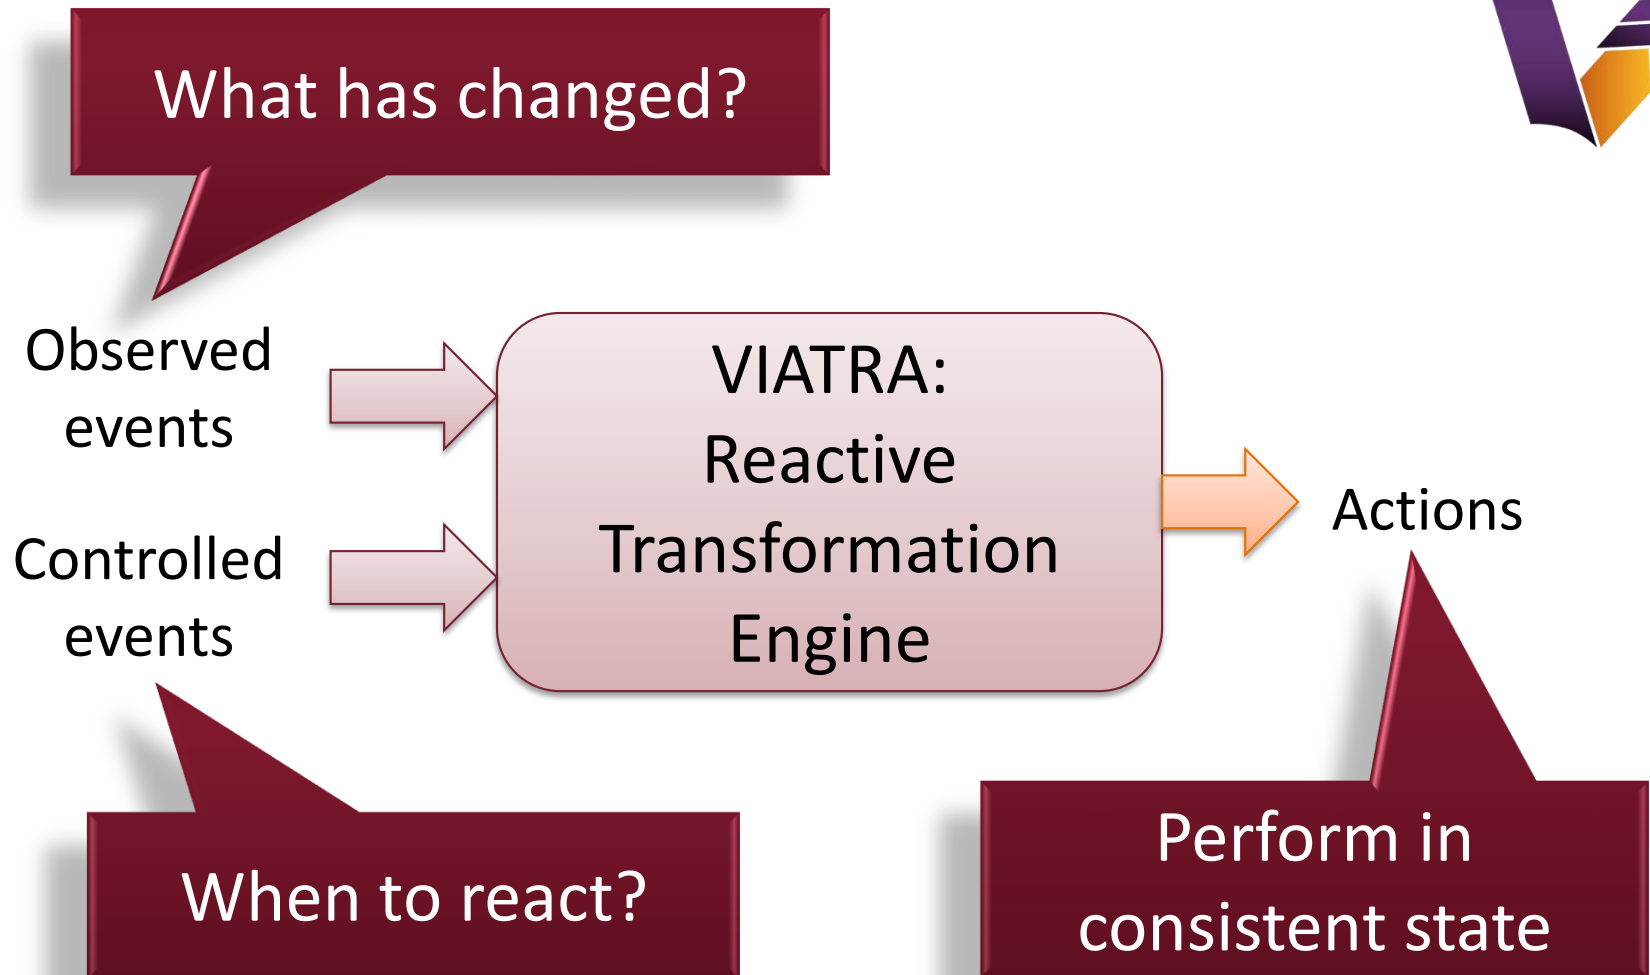 What has changed?
Observed
events
VIATRA:
Reactive
Transformation
Engine
Controlled
events
Actions
When to react?
Perform in
consistent state